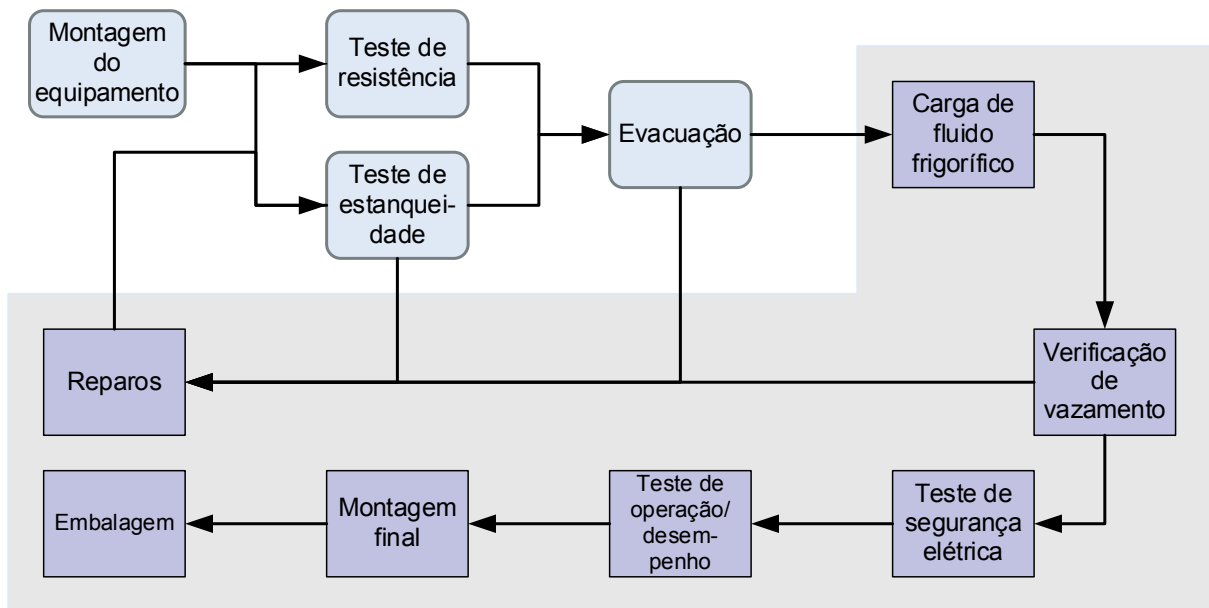 Montagem
do
equipamento
Teste de
resistência
Teste de
estanquei-
dade
Evacuação
Carga de
fluido
frigorífico
Reparos
Verificação
de
vazamento
Embalagem
Montagem
final
Teste de
operação/
desem-
penho
Teste de
segurança
elétrica